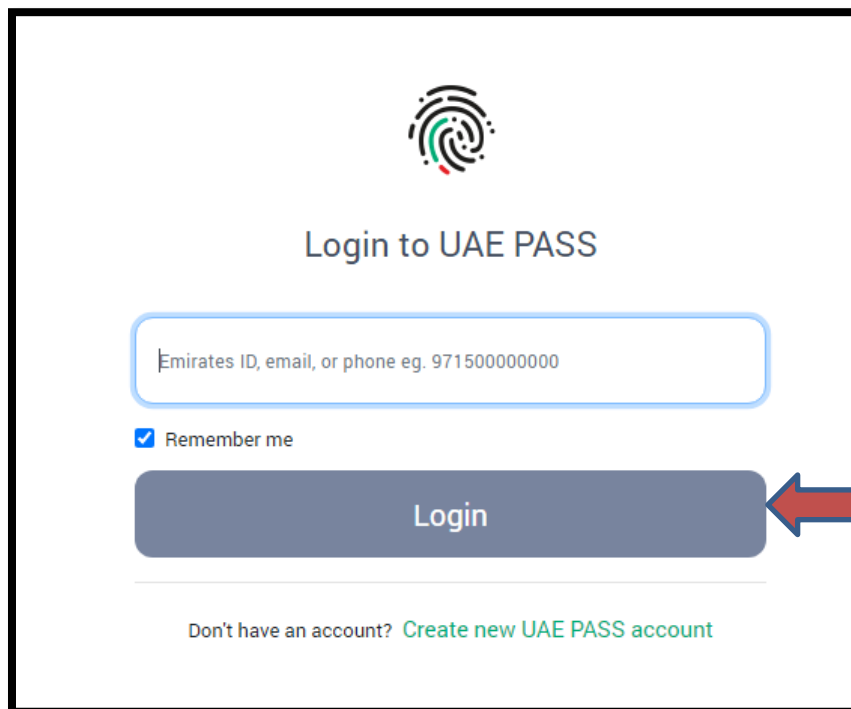 Login to UAE PASS
Emirates ID, email, or phone eg. 971500000000
Remember me
Login
Don't have an account? Create new UAE PASS account